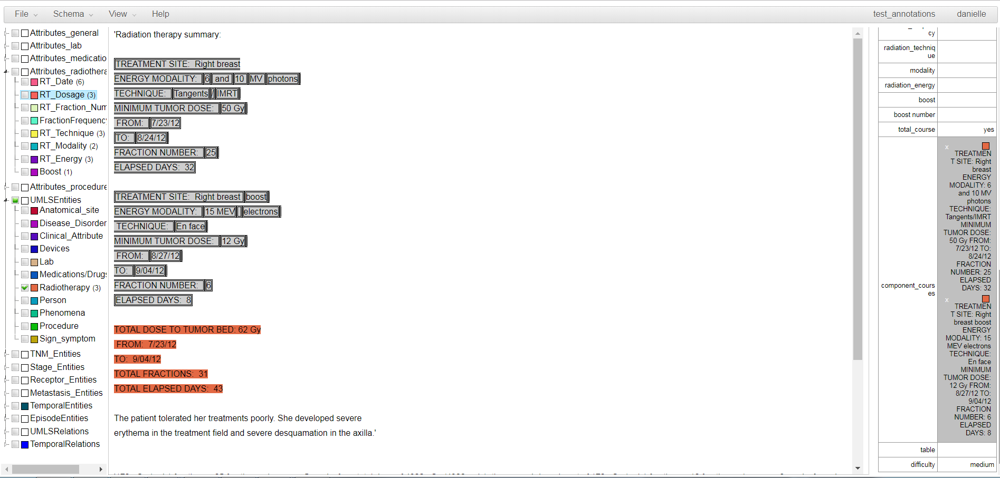 File Schema View Help test_annotations danielle
Attributes_general
Attributes_lab
Attributes_medicatio
Attributes_radiothera
RT_Date (6)
RT_Dosage (3)
RT_Fraction_Num
FractionFrequency
RT_Technique (3)
RT_Modality (2)
RT_Energy (3)
Boost (1)
Attributes_procedure
UMLSEntities
Anatomical_site
Disease_Disorder
Clinical_Attribute
Devices
Lab
Medications/Drugs
Radiotherapy (3)
Person
Phenomena
Procedure
Sign_symptom
TNM_Entities
Stage_Entities
Receptor_Entities
Metastasis_Entities
TemporalEntities
EpisodeEntities
UMLSRelations
TemporalRelations
'Radiation therapy summary:
TREATMENT SITE: Right breast
ENERGY MODALITY: 6 and 10 MV photons
TECHNIQUE: Tangents/IMRT
MINIMUM TUMOR DOSE: 50 Gy
FROM: 7/23/12
TO: 8/24/12
FRACTION NUMBER: 25
ELAPSED DAYS: 32
TREATMENT SITE: Right breast boost
ENERGY MODALITY: 15 MEV electrons
TECHNIQUE: En face
MINIMUM TUMOR DOSE: 12 Gy
FROM: 8/27/12
TO: 9/04/12
FRACTION NUMBER: 6
ELAPSED DAYS: 8
TOTAL DOSE TO TUMOR BED: 62 Gy
FROM: 7/23/12
TO: 9/04/12
TOTAL FRACTIONS: 31
TOTAL ELAPSED DAYS: 43
The patient tolerated her treatments poorly. She developed severe
erythema in the treatment field and severe desquamation in the axilla.'
cy
radiation_techniq
ue
modality
radiation_energy
boost
boost number
total_course yes
component_cours
es
x
TREATMEN
T SITE: Right
breast
ENERGY
MODALITY: 6
and 10 MV
photons
TECHNIQUE:
Tangents/IMRT
MINIMUM
TUMOR DOSE:
50 Gy FROM:
7/23/12 TO:
8/24/12
FRACTION
NUMBER: 25
ELAPSED
DAYS: 32
x
TREATMEN
T SITE: Right
breast boost
ENERGY
MODALITY: 15
MEV electrons
TECHNIQUE:
En face
MINIMUM
TUMOR DOSE:
12 Gy FROM:
8/27/12 TO:
9/04/12
FRACTION
NUMBER: 6
ELAPSED
DAYS: 8
table
difficulty medium